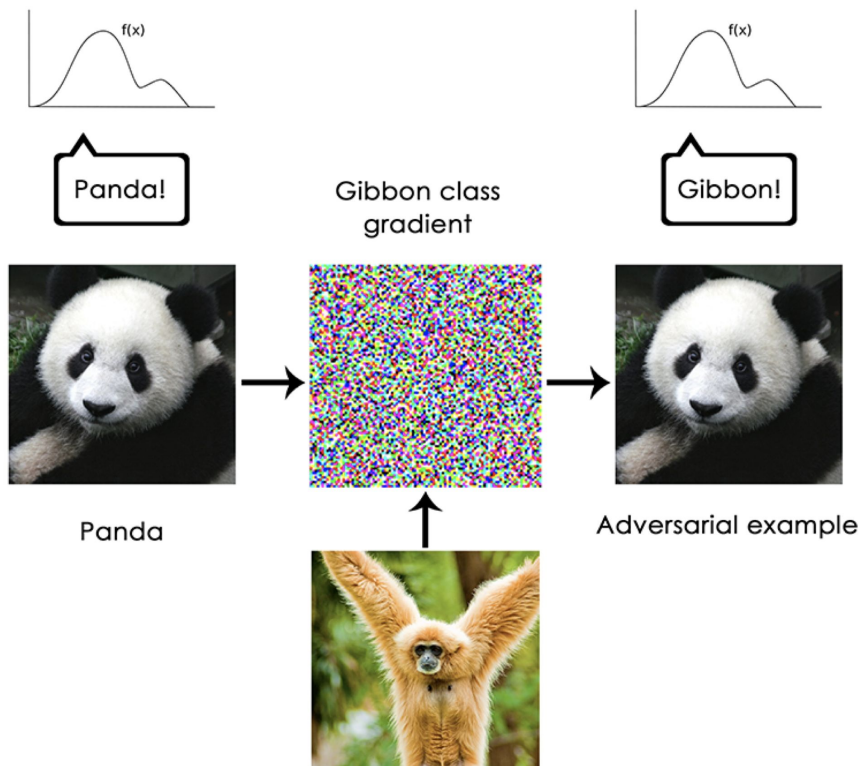 f(x)
f(x)
Panda!
Gibbon class
gradient
Gibbon!
Panda
Adversarial example